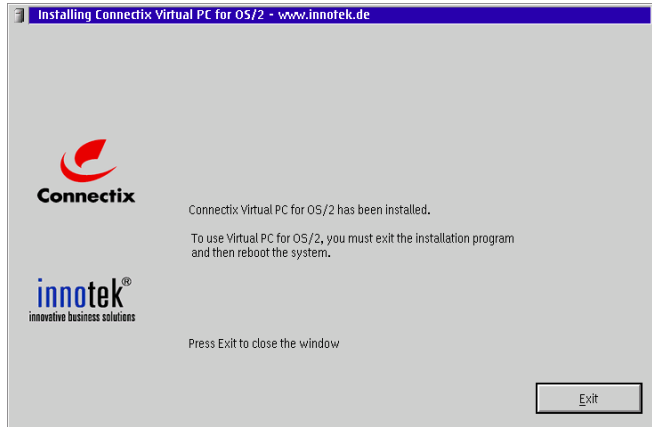 Installing Connectix Virtual PC for OS/2 - www.innotek.de
Connectix
Connectix Virtual PC for OS/2 has been installed.
To use Virtual PC for OS/2, you must exit the installation program
and then reboot the system.
innotek®
innovative business solutions
Press Exit to close the window
Exit